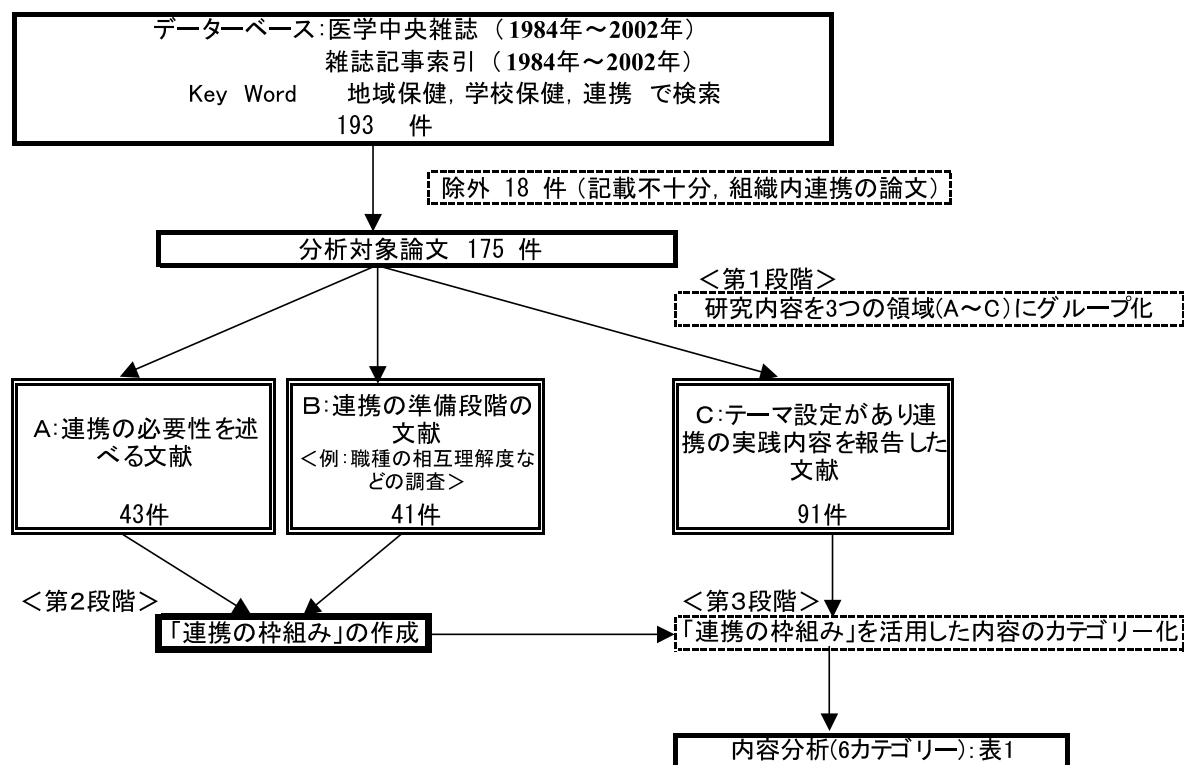 データーベース：医学中央雑誌 （1984年～2002年）
雑誌記事索引 （1984年～2002年）
Key Word 地域保健，学校保健，連携 で検索
193 件
除外 18 件（記載不十分，組織内連携の論文）
分析対象論文 175 件
＜第１段階＞
研究内容を3つの領域(A～C)にグループ化
A：連携の必要性を述
べる文献
43件
B：連携の準備段階の
文献
＜例：職種の相互理解度な
どの調査＞
41件
C：テーマ設定があり連
携の実践内容を報告した
文献
91件
＜第２段階＞
「連携の枠組み」の作成
＜第３段階＞
「連携の枠組み」を活用した内容のカテゴリー化
内容分析(6カテゴリー)：表1